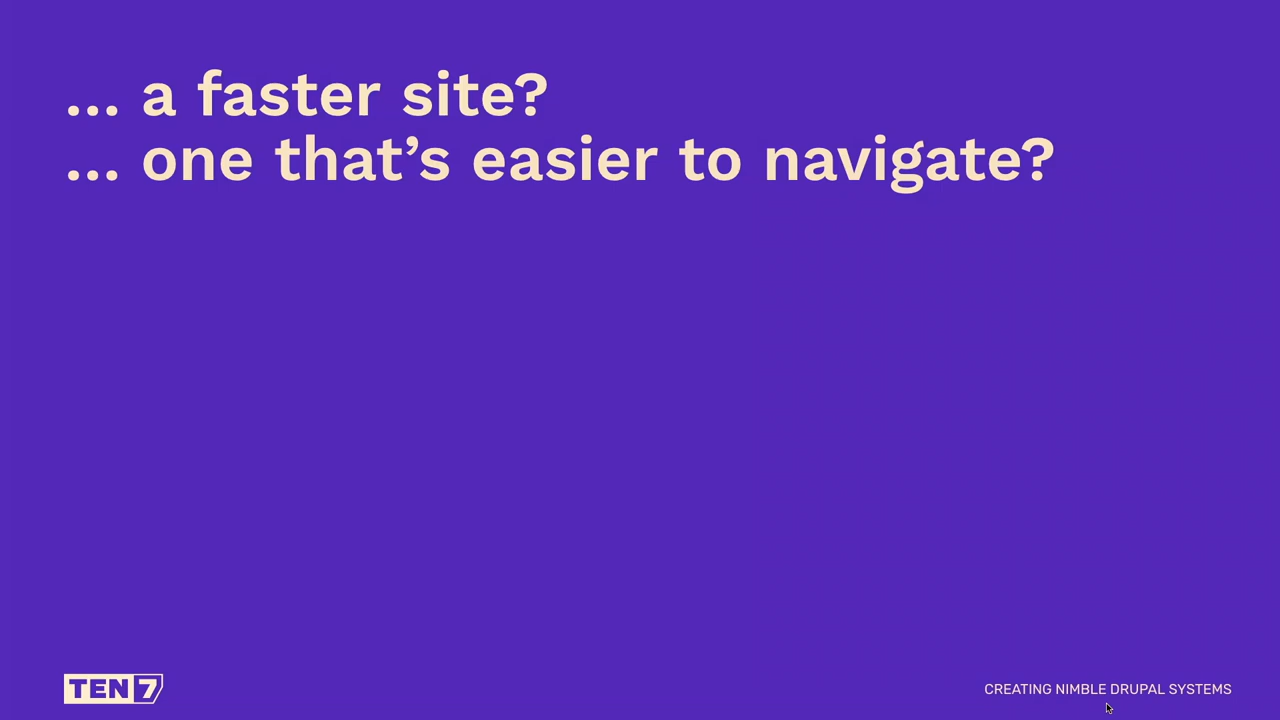 ... a faster site?
... one that’s easier to navigate?
TEN7
CREATING NIMBLE DRUPAL SYSTEMS